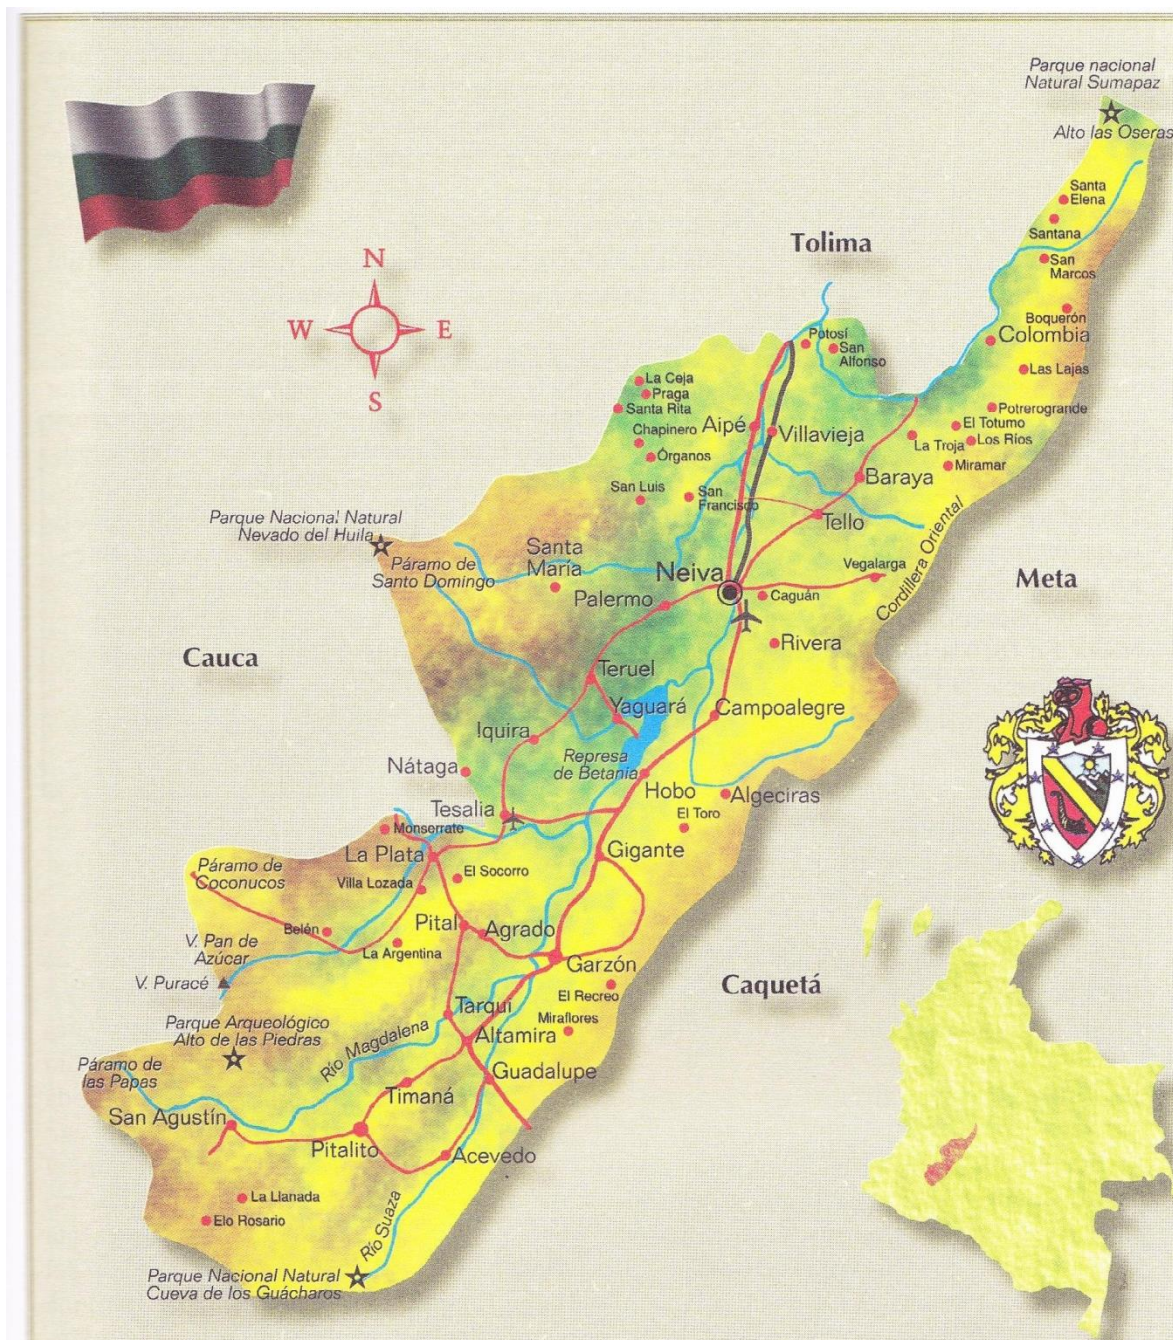 Parque nacional
Natural Sumapaz
Alto las Oseras
Santa
Elena
Santana
San
Marcos
Tolima
N
W
E
S
Boquerón
Colombia
Potosí
San
Alfonso
Las Lajas
La Ceja
Praga
Santa Rita
Potrerogrande
Chapinero
Aipé
Villavieja
El Totumo
La Troja
Los Ríos
Órganos
Miramar
Baraya
San Luis
San
Francisco
Tello
Parque Nacional Natural
Nevado del Huila
Santa
María
Páramo de
Santo Domingo
Neiva
Vegalarga
Cordillera Oriental
Meta
Palermo
Caguán
Rivera
Cauca
Teruel
Yaguará
Campoalegre
Iquira
Represa
de Betania
Nátaga
Hobo
Algeciras
Tesalia
El Toro
Monserrate
La Plata
Gigante
Páramo de
Coconucos
El Socorro
Villa Lozada
Belén
Pital
Agrado
V. Pan de
Azúcar
La Argentina
Garzón
Caquetá
V. Puracé
El Recreo
Tarqui
Miraflores
Parque Arqueológico
Alto de las Piedras
Río Magdalena
Altamira
Páramo de
las Papas
Guadalupe
Timaná
San Agustín
Pitalito
Acevedo
La Llanada
Elo Rosario
Río Suaza
Parque Nacional Natural
Cueva de los Guácharos